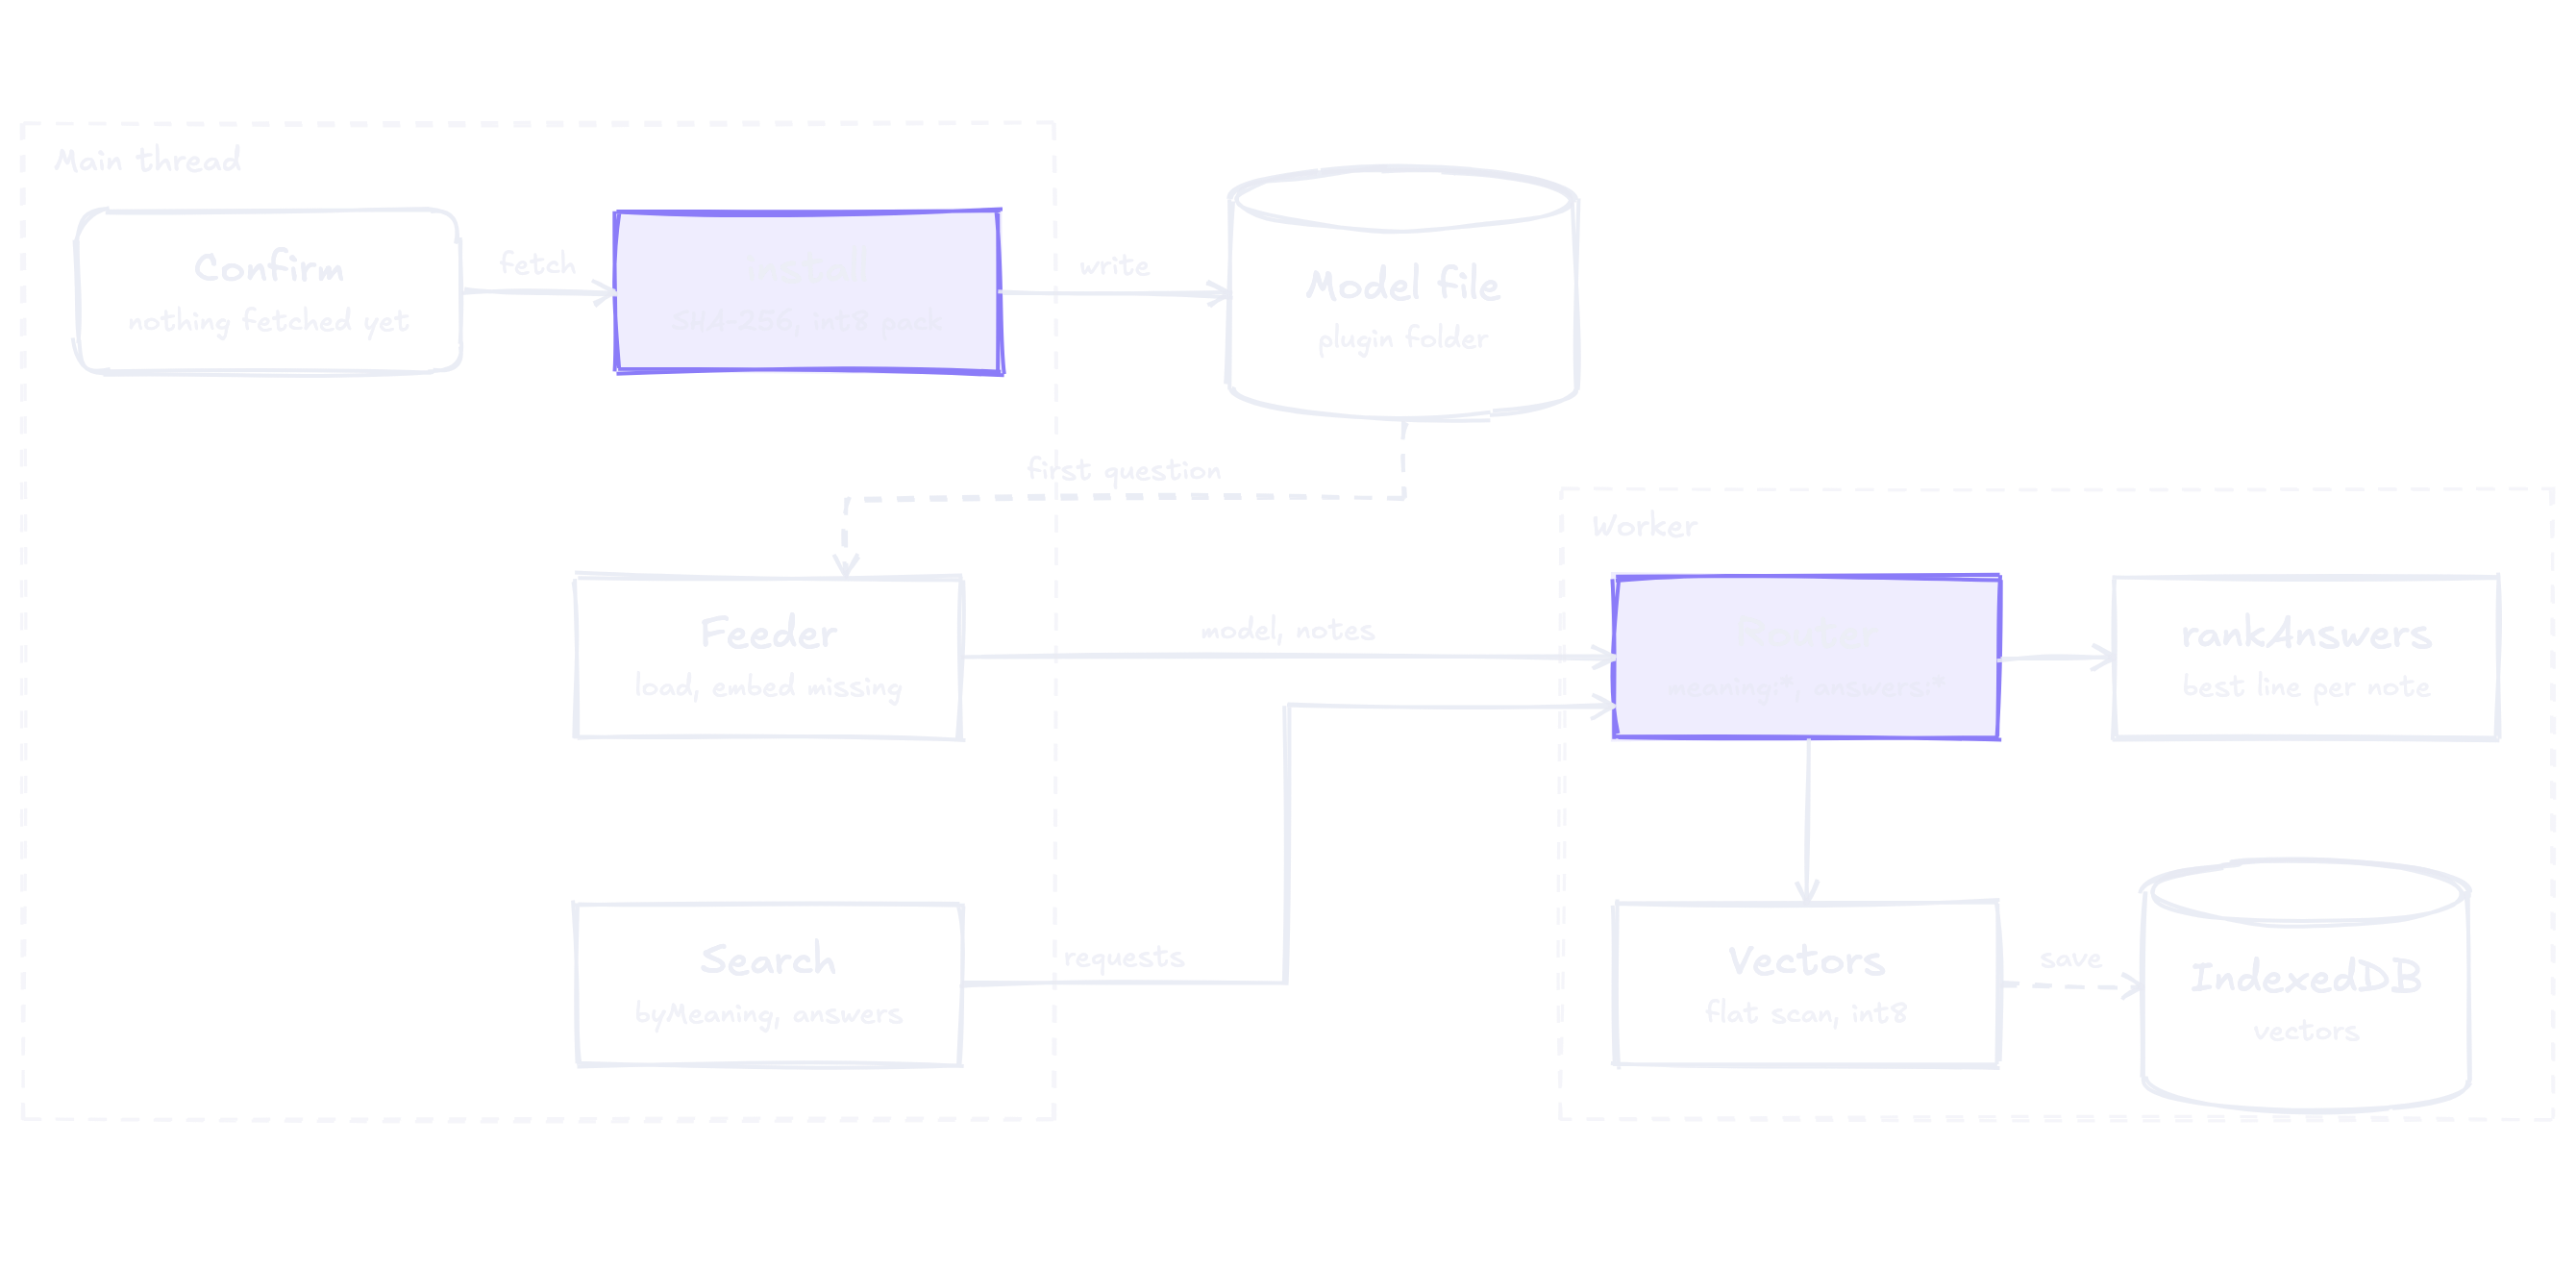 Main thread
Confirm
nothing fetched yet
fetch
Install
SHA-256, int8 pack
write
Model file
plugin folder
first question
Worker
Feeder
load, embed missing
model, notes
Router
meaning:*, answers:*
rankAnswers
best line per note
Search
byMeaning, answers
requests
Vectors
flat scan, int8
save
IndexedDB
vectors